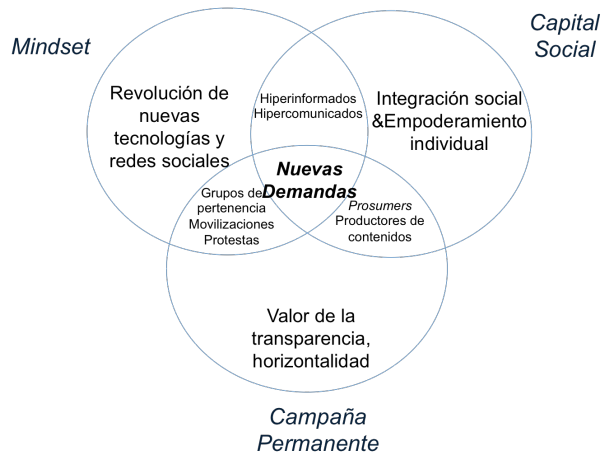 Mindset
Capital
Social
Revolución de
nuevas
tecnologías y
redes sociales
Hiperinformados
Hipercomunicados
Integración social
&Empoderamiento
individual
Nuevas
Demandas
Grupos de
pertenencia
Movilizaciones
Protestas
Prosumers
Productores de
contenidos
Valor de la
transparencia,
horizontalidad
Campaña
Permanente